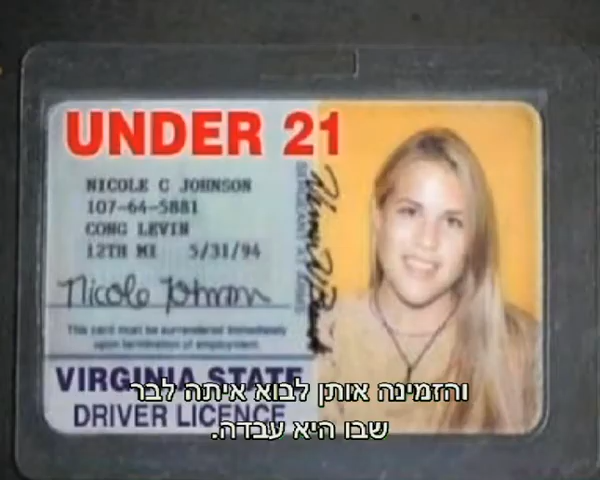 UNDER 21
NICOLE C JOHNSON
107-64-5881
CONG LEVIN
12TH MI 5/31/94
Nicole Johnson
This card must be surrendered immediately
upon termination of employment.
VIRGINIA STATE
DRIVER LICENCE
והזמינה אותן לבוא איתה לבר
שבו היא עבדה.